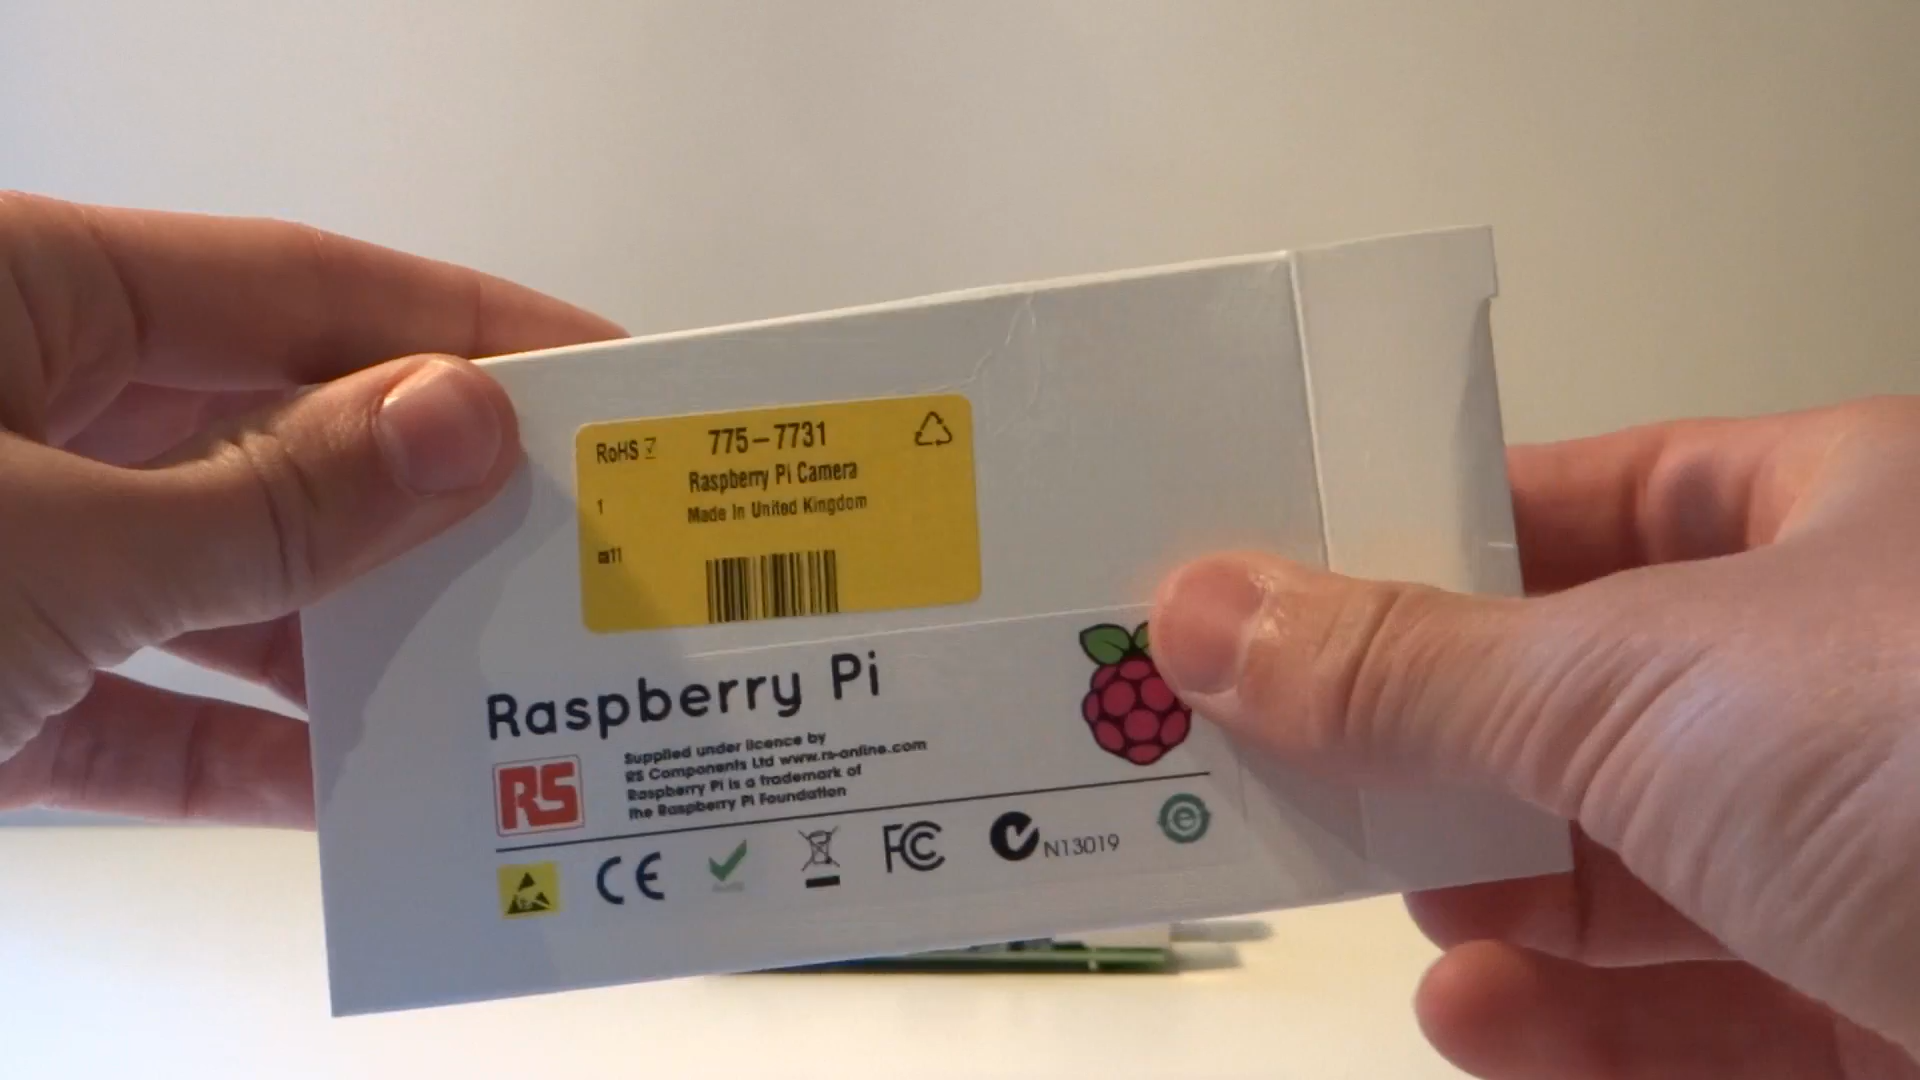 RoHS
775-7731
Raspberry Pi Camera
1
Made In United Kingdom
11
Raspberry Pi
RS
Supplied under licence by
RS Components Ltd www.rs-online.com
Raspberry Pi is a trademark of
the Raspberry Pi Foundation
CE
FC
N13019
e